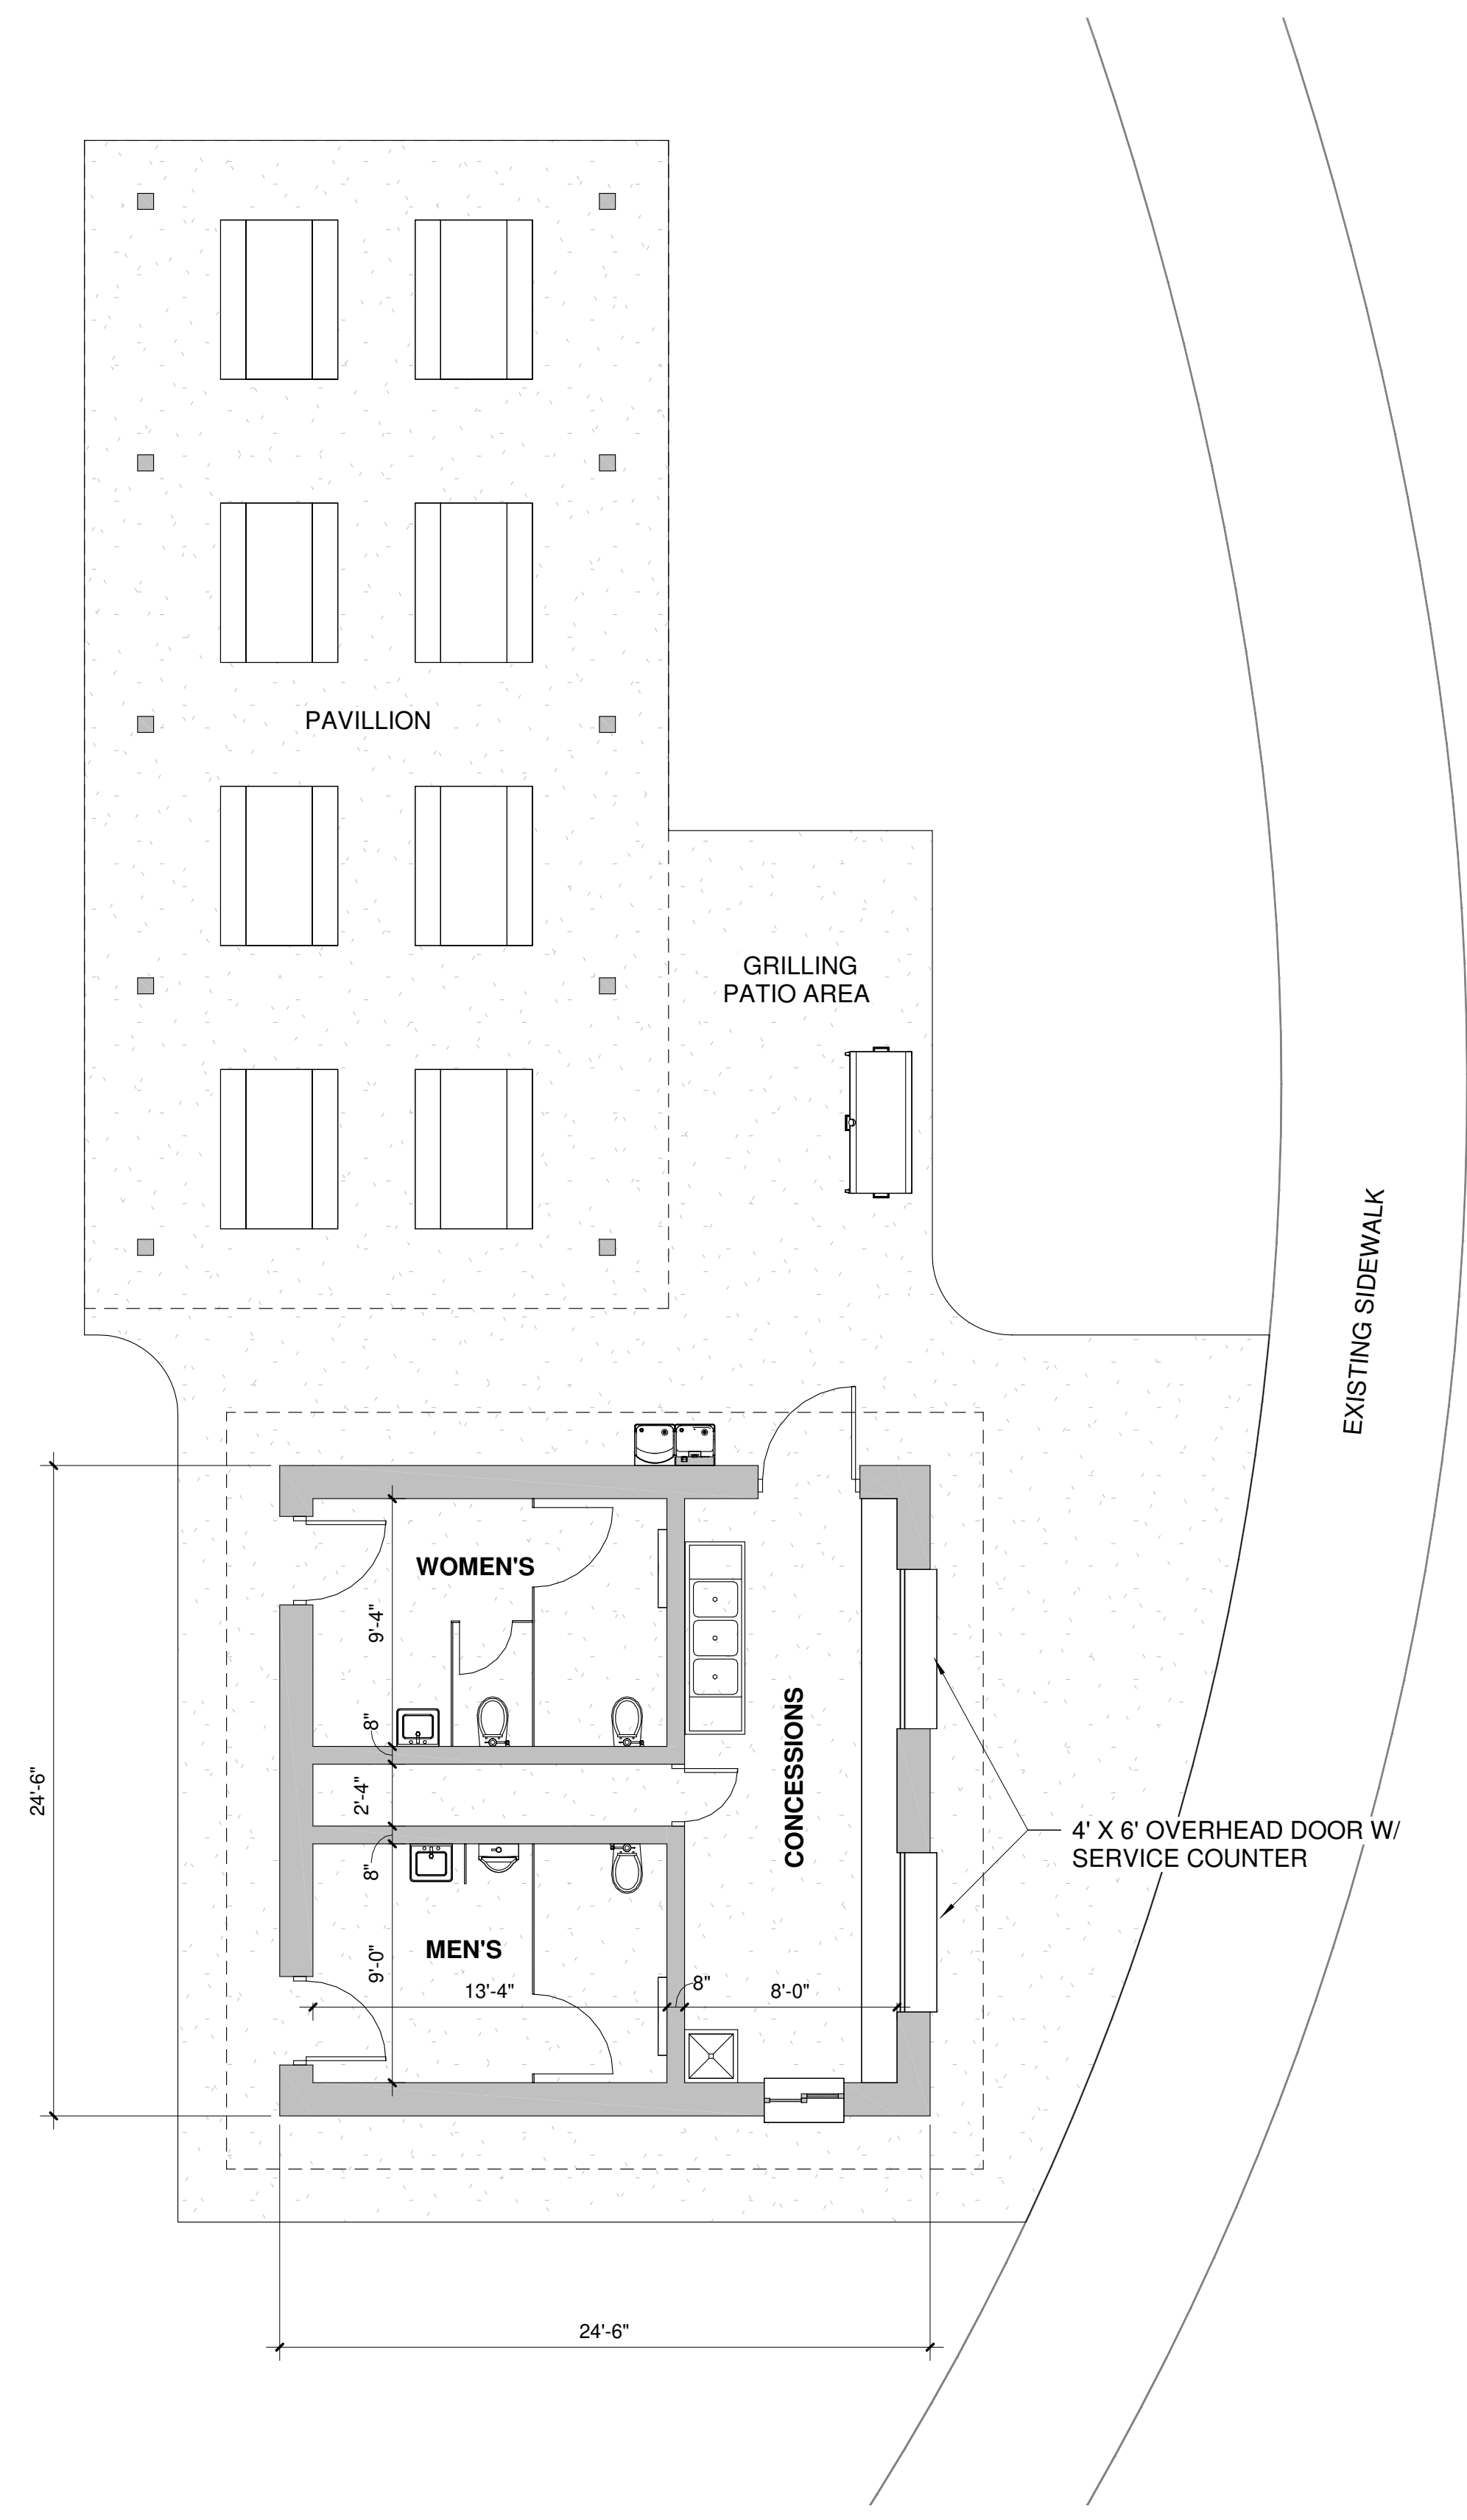 PAVILLION
GRILLING
PATIO AREA
EXISTING SIDEWALK
WOMEN'S
9'-4"
8"
2'-4"
8"
CONCESSIONS
24'-6"
4' X 6' OVERHEAD DOOR W/
SERVICE COUNTER
MEN'S
9'-0"
13'-4"
8"
8'-0"
24'-6"